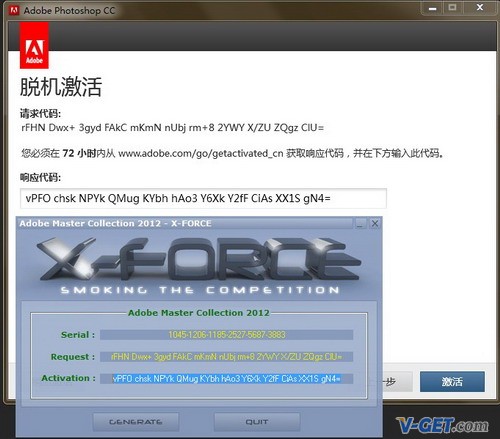 Adobe Photoshop CC
Adobe
脱机激活
请求代码:
rFHN Dwx+ 3gyd FAkC mKmN nUbj rm+8 2YWY X/ZU ZQgz ClU=
您必须在 72 小时内从 www.adobe.com/go/getactivated_cn 获取响应代码，并在下方输入此代码。
响应代码:
vPFO chsk NPYk QMug KYbh hAo3 Y6Xk Y2fF CiAs XX1S gN4=
Adobe Master Collection 2012 - X-FORCE
X-FORCE
SMOKING THE COMPETITION
Adobe Master Collection 2012
Serial : 1045-1206-1185-2527-5687-3883
Request : rFHN Dwx+ 3gyd FAkC mKmN nUbj rm+8 2YWY X/ZU ZQgz ClU=
Activation : vPFO chsk NPYk QMug KYbh hAo3 Y6Xk Y2fF CiAs XX1S gN4=
步
激活
GENERATE
QUIT
V-GET.com